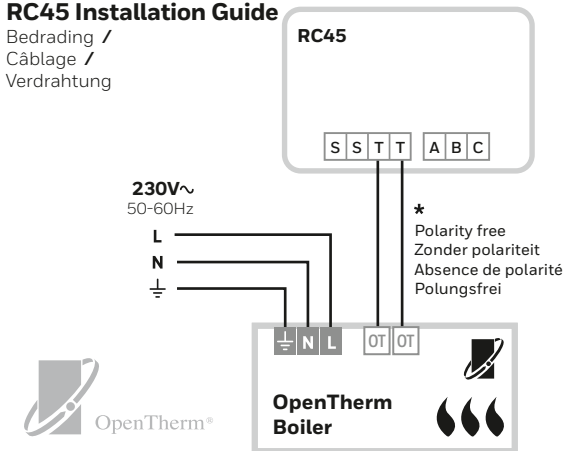 RC45 Installation Guide
Bedrading /
Câblage /
Verdrahtung
RC45
S S T T A B C
230V~
50-60Hz
*
Polarity free
Zonder polariteit
Absence de polarité
Polungsfrei
L
N
⏚
⏚ N L OT OT
OpenTherm
Boiler
OpenTherm®